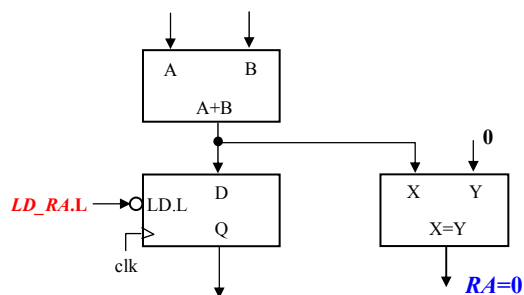 A B
A+B
0
D
X Y
LD_RA.L
LD.L
Q
X=Y
clk
RA=0